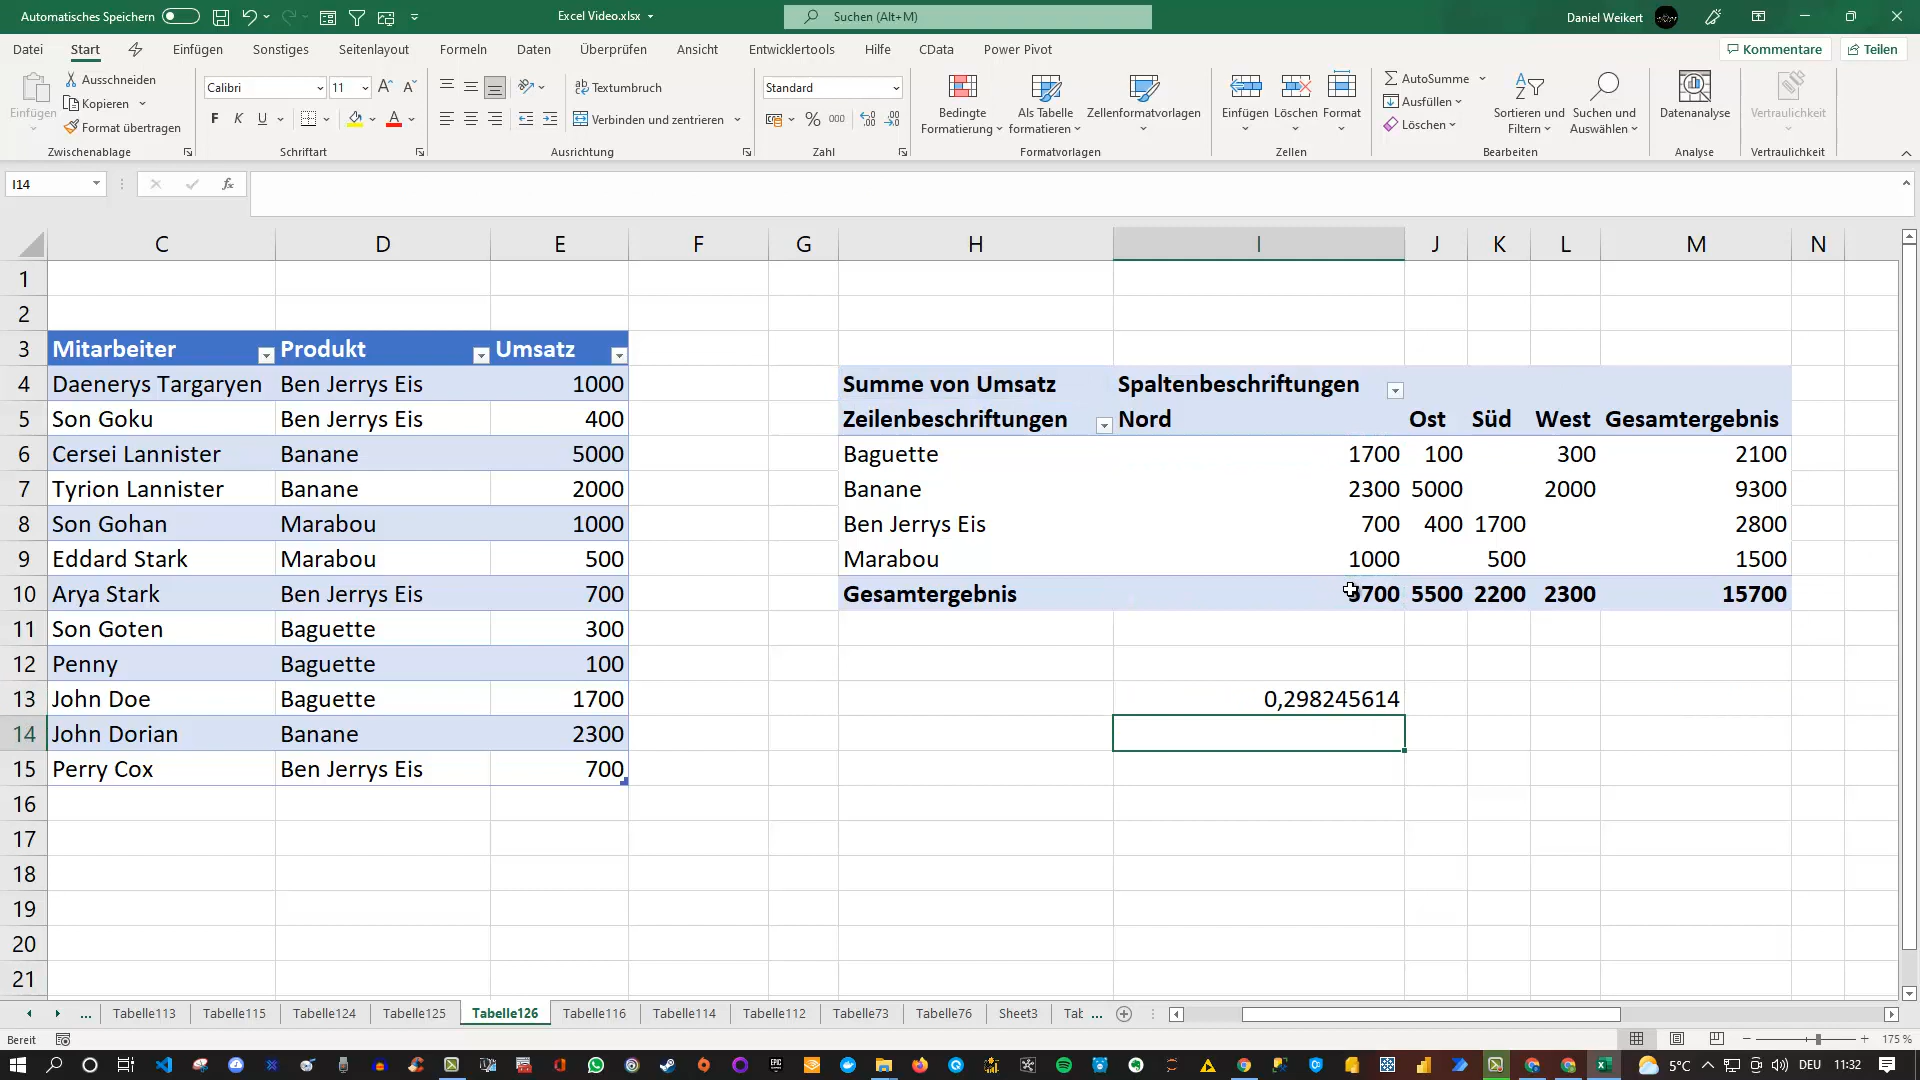 Automatisches Speichern
Excel Video.xlsx
Suchen (Alt+M)
Daniel Weikert
Datei Start Einfügen Sonstiges Seitenlayout Formeln Daten Überprüfen Ansicht Entwicklertools Hilfe CData Power Pivot Kommentare Teilen
Einfügen
Ausschneiden
Kopieren
Format übertragen
Zwischenablage
Calibri 11
F K U
Schriftart
Textumbruch
Verbinden und zentrieren
Ausrichtung
Standard
% 000
Zahl
Bedingte Formatierung
Als Tabelle formatieren
Zellenformatvorlagen
Formatvorlagen
Einfügen Löschen Format
Zellen
AutoSumme
Ausfüllen
Löschen
Sortieren und Filtern
Suchen und Auswählen
Bearbeiten
Datenanalyse
Analyse
Vertraulichkeit
Vertraulichkeit
I14 fx
C D E F G H I J K L M N
1
2
3 Mitarbeiter Produkt Umsatz
4 Daenerys Targaryen Ben Jerrys Eis 1000 Summe von Umsatz Spaltenbeschriftungen
5 Son Goku Ben Jerrys Eis 400 Zeilenbeschriftungen Nord Ost Süd West Gesamtergebnis
6 Cersei Lannister Banane 5000 Baguette 1700 100 300 2100
7 Tyrion Lannister Banane 2000 Banane 2300 5000 2000 9300
8 Son Gohan Marabou 1000 Ben Jerrys Eis 700 400 1700 2800
9 Eddard Stark Marabou 500 Marabou 1000 500 1500
10 Arya Stark Ben Jerrys Eis 700 Gesamtergebnis 5700 5500 2200 2300 15700
11 Son Goten Baguette 300
12 Penny Baguette 100
13 John Doe Baguette 1700 0,298245614
14 John Dorian Banane 2300
15 Perry Cox Ben Jerrys Eis 700
16
17
18
19
20
21
... Tabelle113 Tabelle115 Tabelle124 Tabelle125 Tabelle126 Tabelle116 Tabelle114 Tabelle112 Tabelle73 Tabelle76 Sheet3 Tab ...
Bereit
175 %
5°C DEU 11:32